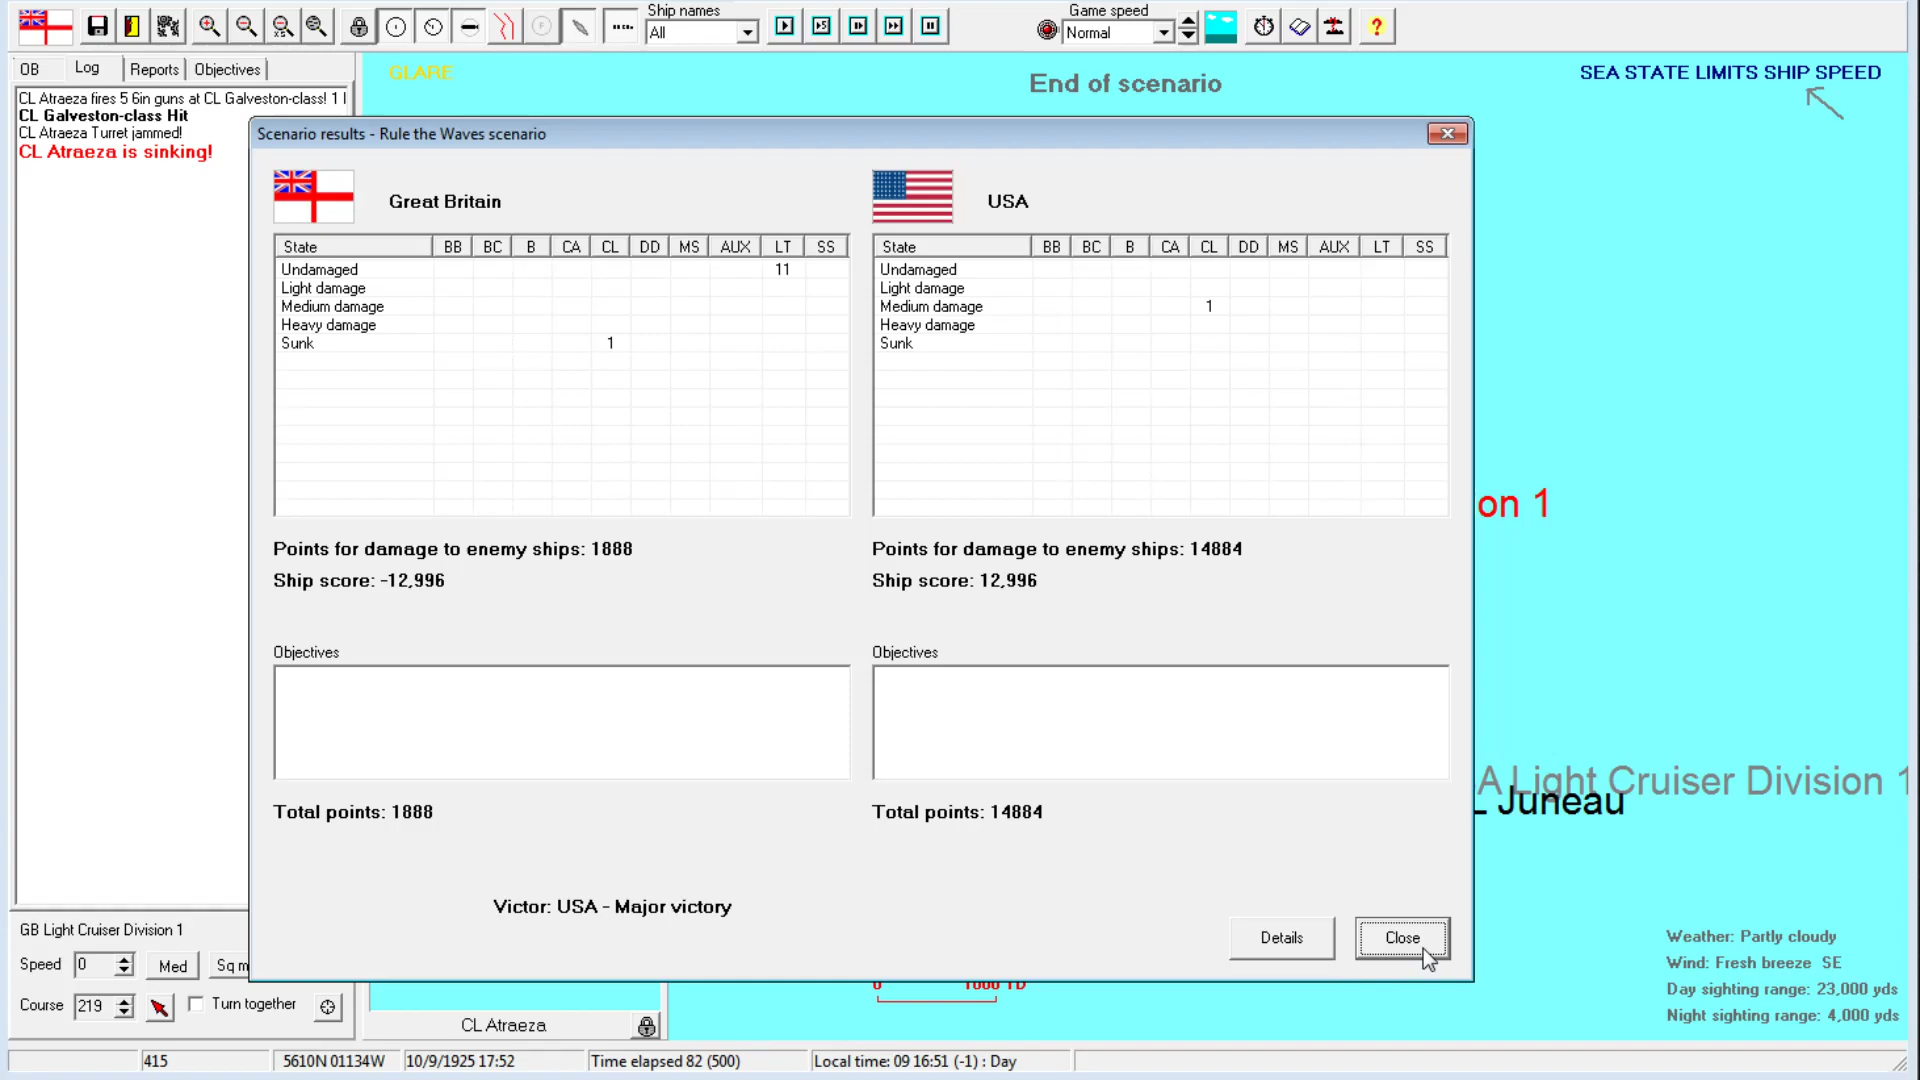 Ship names
All
Game speed
Normal
OB Log Reports Objectives
GLARE
End of scenario
SEA STATE LIMITS SHIP SPEED
CL Atraeza fires 5 6in guns at CL Galveston-class! 1
CL Galveston-class Hit
CL Atraeza Turret jammed!
CL Atraeza is sinking!
Scenario results - Rule the Waves scenario
Great Britain
USA
State BB BC B CA CL DD MS AUX LT SS
Undamaged 11
Light damage
Medium damage
Heavy damage
Sunk 1
State BB BC B CA CL DD MS AUX LT SS
Undamaged
Light damage
Medium damage 1
Heavy damage
Sunk
Points for damage to enemy ships: 1888
Ship score: -12,996
Points for damage to enemy ships: 14884
Ship score: 12,996
Objectives
Objectives
Total points: 1888
Total points: 14884
Victor: USA - Major victory
Details
Close
on 1
A Light Cruiser Division 1
L Juneau
GB Light Cruiser Division 1
Speed 0 Med Sq m
Course 219 Turn together
CL Atraeza
0 1000 YD
Weather: Partly cloudy
Wind: Fresh breeze SE
Day sighting range: 23,000 yds
Night sighting range: 4,000 yds
415 5610N 01134W 10/9/1925 17:52 Time elapsed 82 (500) Local time: 09 16:51 (-1) : Day